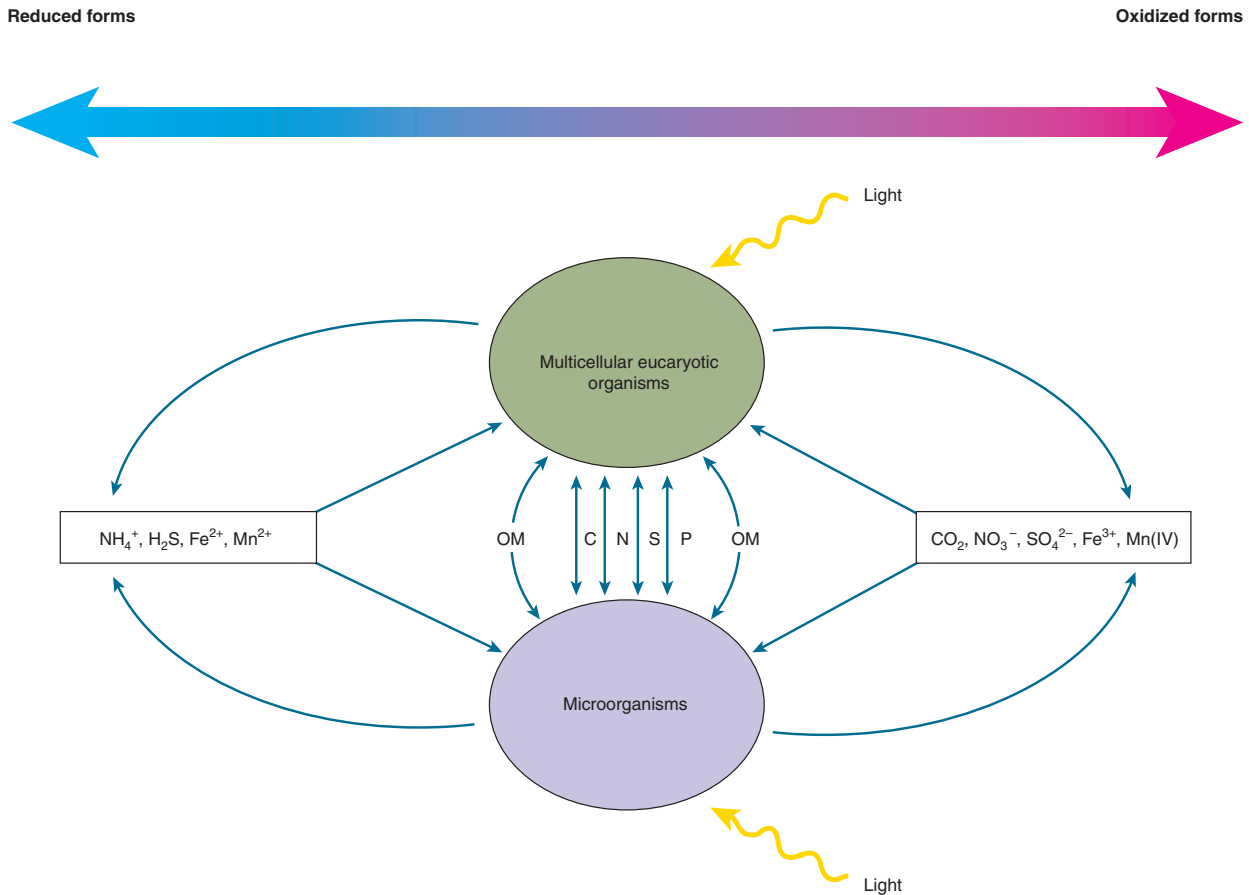 Reduced forms
Oxidized forms
Light
Multicellular eucaryotic
organisms
NH₄⁺, H₂S, Fe²⁺, Mn²⁺
OM
C
N
S
P
OM
CO₂, NO₃⁻, SO₄²⁻, Fe³⁺, Mn(IV)
Microorganisms
Light